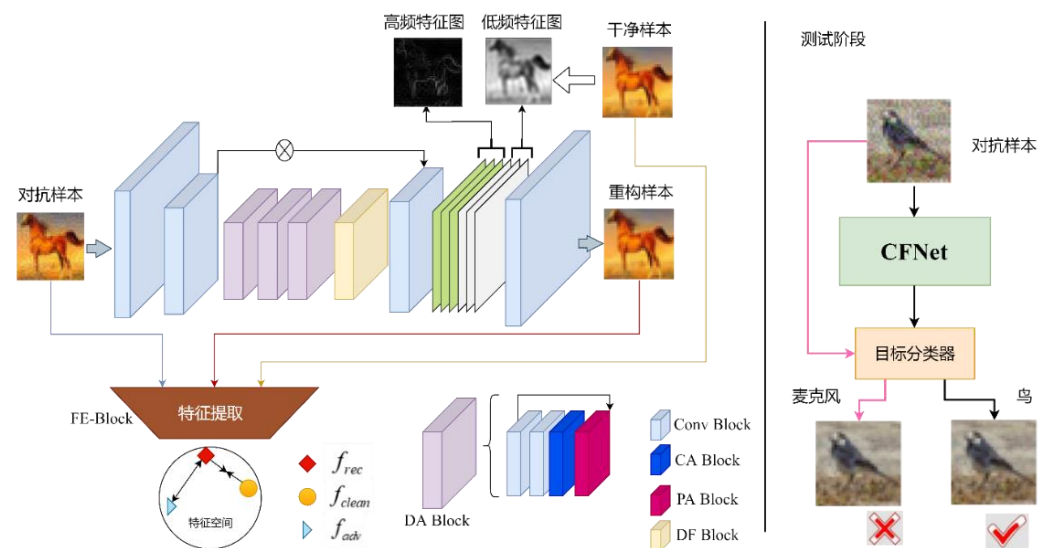 高频特征图
低频特征图
干净样本
对抗样本
重构样本
FE-Block
特征提取
特征空间
f_rec
f_clean
f_adv
DA Block
Conv Block
CA Block
PA Block
DF Block
测试阶段
对抗样本
CFNet
目标分类器
麦克风
鸟